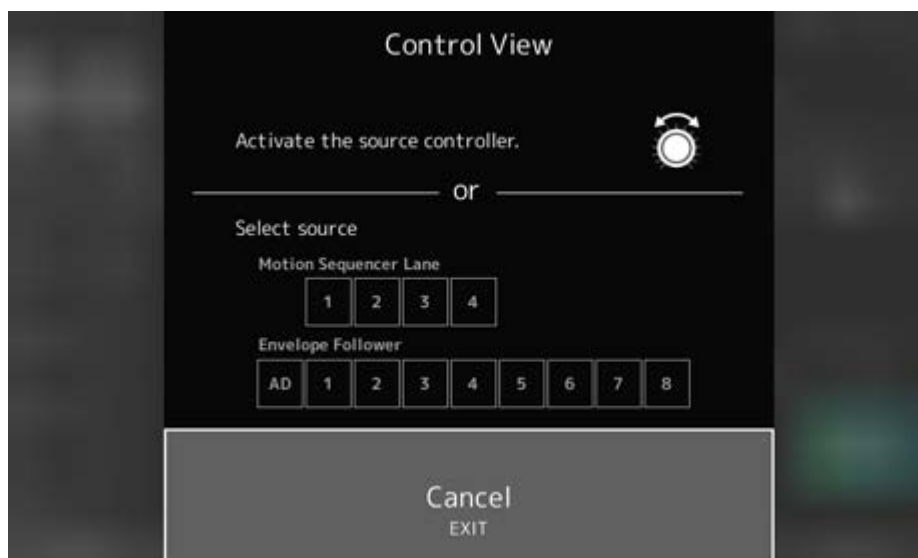 Control View
Activate the source controller.
or
Select source
Motion Sequencer Lane
1 2 3 4
Envelope Follower
AD 1 2 3 4 5 6 7 8
Cancel
EXIT